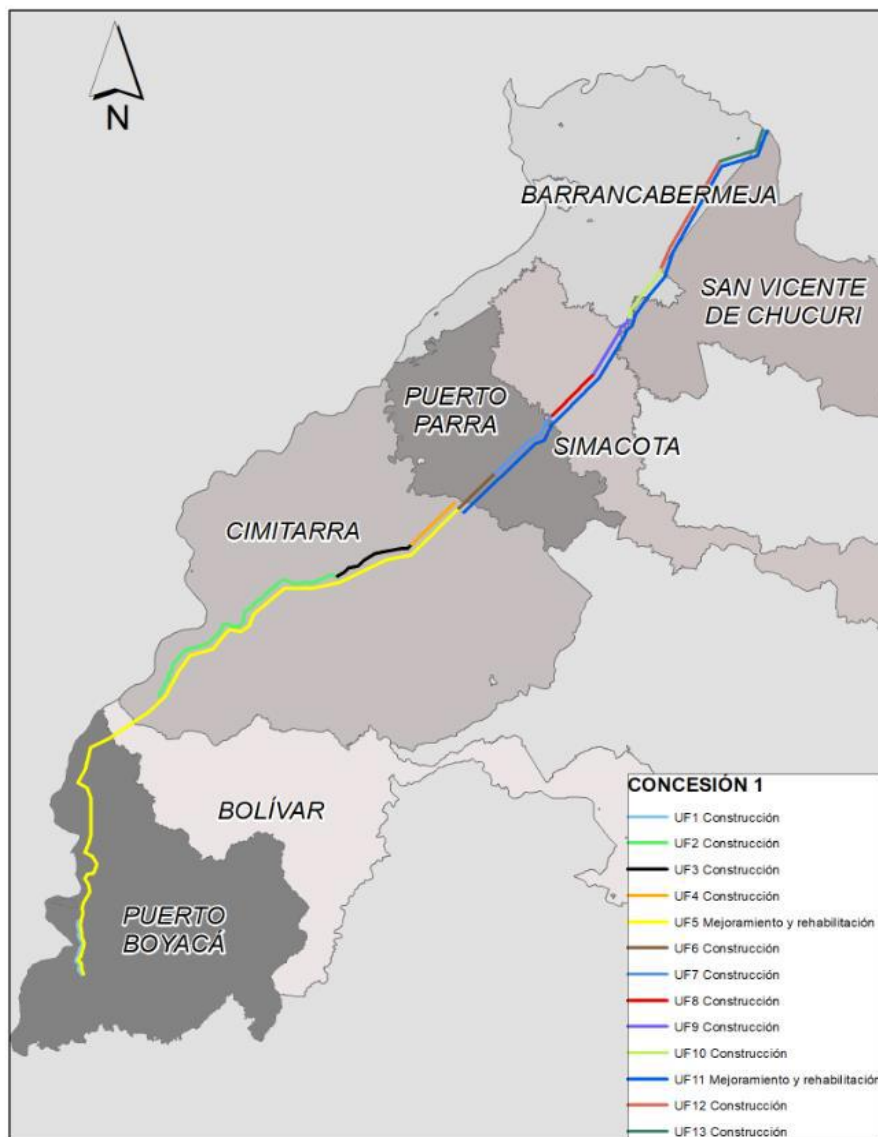 N
BARRANCABERMEJA
SAN VICENTE
DE CHUCURI
PUERTO
PARRA
SIMACOTA
CIMITARRA
BOLÍVAR
PUERTO
BOYACÁ
CONCESIÓN 1
UF1 Construcción
UF2 Construcción
UF3 Construcción
UF4 Construcción
UF5 Mejoramiento y rehabilitación
UF6 Construcción
UF7 Construcción
UF8 Construcción
UF9 Construcción
UF10 Construcción
UF11 Mejoramiento y rehabilitación
UF12 Construcción
UF13 Construcción